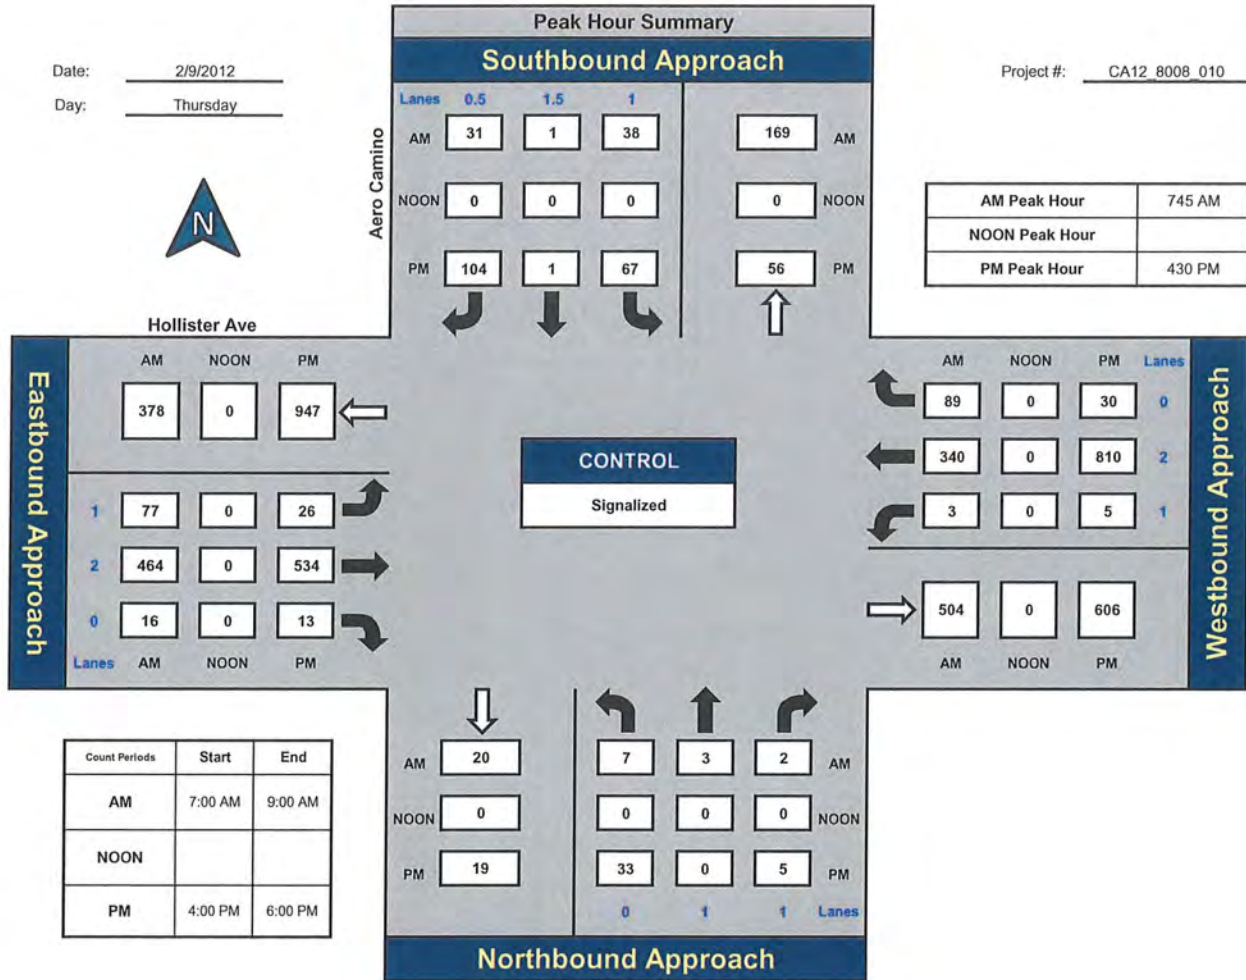 Peak Hour Summary
Southbound Approach
Date: 2/9/2012
Day: Thursday
Project #: CA12_8008_010
N
Aero Camino
Lanes 0.5 1.5 1
AM 31 1 38 169 AM
NOON 0 0 0 0 NOON
PM 104 1 67 56 PM
AM Peak Hour 745 AM
NOON Peak Hour
PM Peak Hour 430 PM
Hollister Ave
Eastbound Approach
AM NOON PM
378 0 947
1 77 0 26
2 464 0 534
0 16 0 13
Lanes AM NOON PM
CONTROL
Signalized
AM NOON PM Lanes
89 0 30 0
340 0 810 2
3 0 5 1
504 0 606
AM NOON PM
Westbound Approach
Count Periods Start End
AM 7:00 AM 9:00 AM
NOON
PM 4:00 PM 6:00 PM
AM 20 7 3 2 AM
NOON 0 0 0 0 NOON
PM 19 33 0 5 PM
0 1 1 Lanes
Northbound Approach